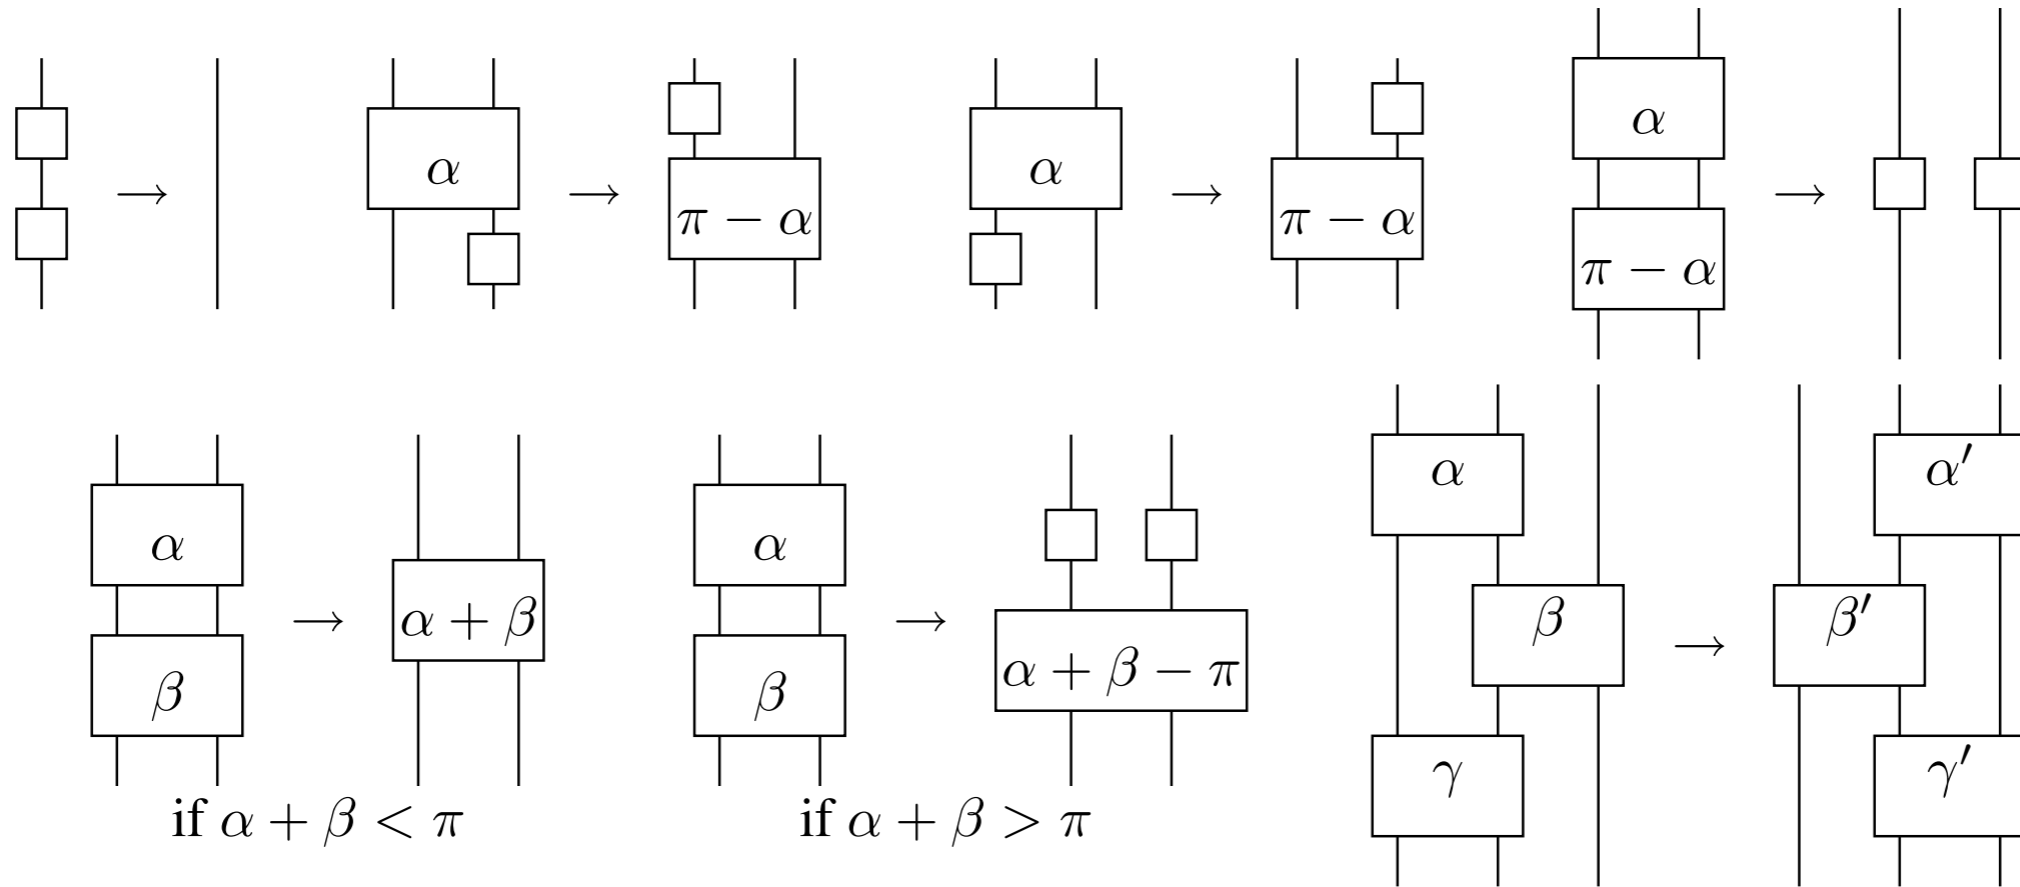 α → α → π − α α → π − α α π − α →
α β → α + β if α + β < π
α β → α + β − π if α + β > π
α β γ → α′ β′ γ′